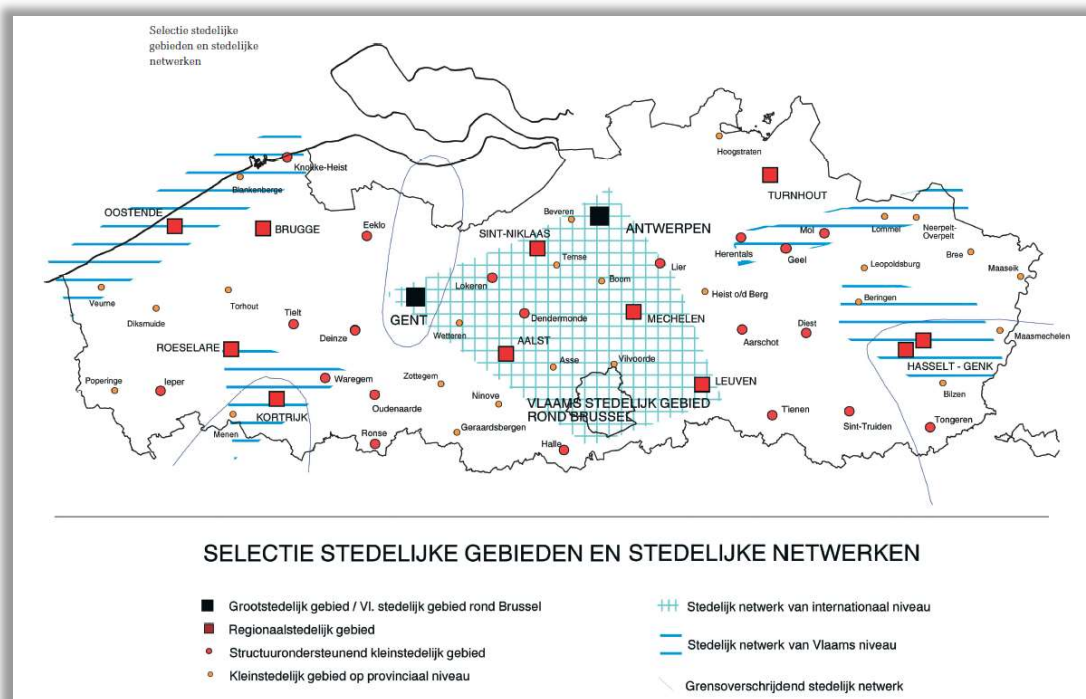 Selectie stedelijke
gebieden en stedelijke
netwerken
Hoogstraten
Knokke-Heist
Blankenberge
TURNHOUT
OOSTENDE
BRUGGE
Eeklo
Beveren
ANTWERPEN
SINT-NIKLAAS
Mol
Lommel
Neerpelt-
Overpelt
Herentals
Geel
Bree
Temse
Lier
Leopoldsburg
Maaseik
Lokeren
Boom
Veurne
Torhout
Heist o/d Berg
Beringen
Diksmuide
Tielt
GENT
Wetteren
Dendermonde
MECHELEN
Deinze
Aarschot
Diest
Maasmechelen
ROESELARE
AALST
Asse
Vilvoorde
HASSELT - GENK
Poperinge
Ieper
Waregem
Zottegem
Ninove
LEUVEN
Bilzen
Oudenaarde
VLAAMS STEDELIJK GEBIED
ROND BRUSSEL
KORTRIJK
Menen
Ronse
Geraardsbergen
Halle
Tienen
Sint-Truiden
Tongeren
SELECTIE STEDELIJKE GEBIEDEN EN STEDELIJKE NETWERKEN
Grootstedelijk gebied / Vl. stedelijk gebied rond Brussel
Regionaalstedelijk gebied
Structuurondersteunend kleinstedelijk gebied
Kleinstedelijk gebied op provinciaal niveau
Stedelijk netwerk van internationaal niveau
Stedelijk netwerk van Vlaams niveau
Grensoverschrijdend stedelijk netwerk